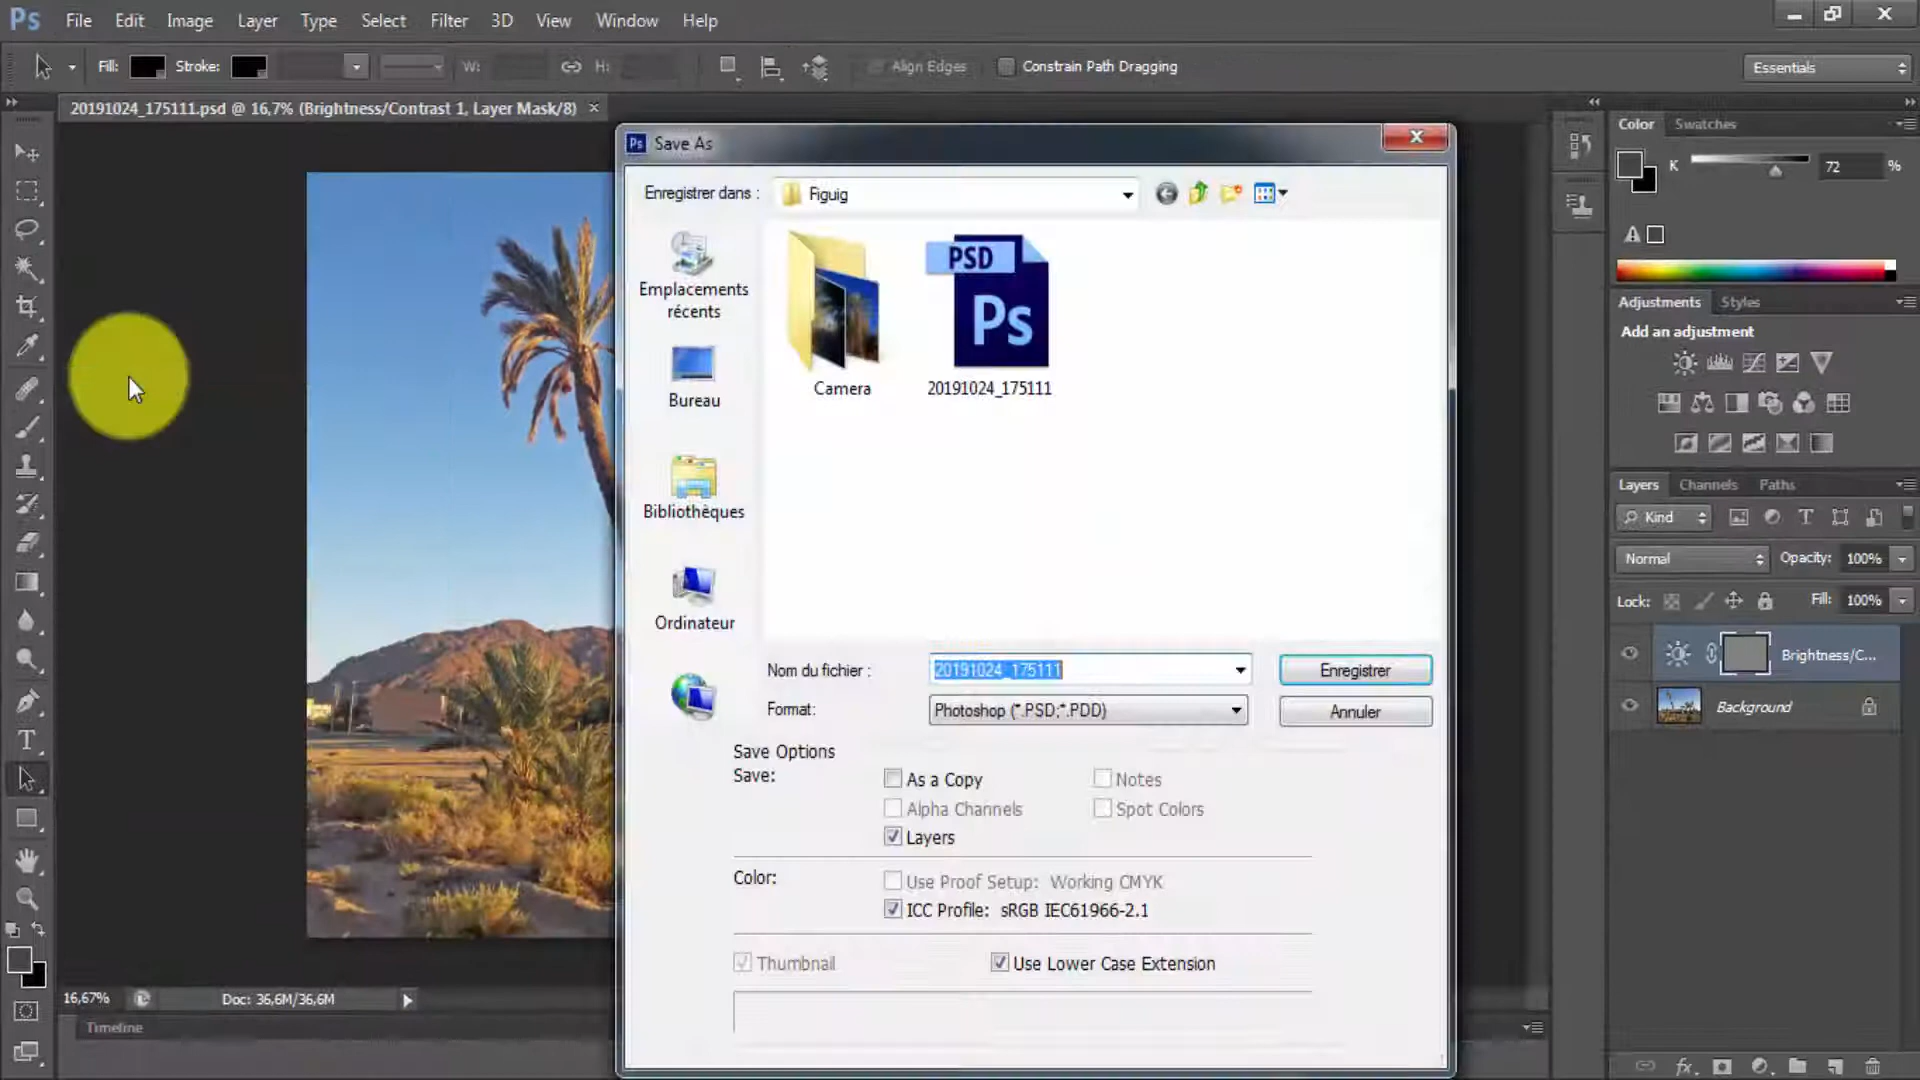 Ps File Edit Image Layer Type Select Filter 3D View Window Help
Fill: Stroke: W: H: Align Edges Constrain Path Dragging Essentials
20191024_175111.psd @ 16,7% (Brightness/Contrast 1, Layer Mask/8)
Ps Save As
Enregistrer dans : Figuig
Emplacements
récents
Bureau
Bibliothèques
Ordinateur
Camera
PSD
Ps
20191024_175111
Nom du fichier : 20191024_175111 Enregistrer
Format: Photoshop (*.PSD;*.PDD) Annuler
Save Options
Save: As a Copy Notes
Alpha Channels Spot Colors
Layers
Color: Use Proof Setup: Working CMYK
ICC Profile: sRGB IEC61966-2.1
Thumbnail Use Lower Case Extension
Color Swatches
K 72 %
Adjustments Styles
Add an adjustment
Layers Channels Paths
Kind
Normal Opacity: 100%
Lock: Fill: 100%
Brightness/C...
Background
fx
T
16,67% Doc: 36,6M/36,6M
Timeline